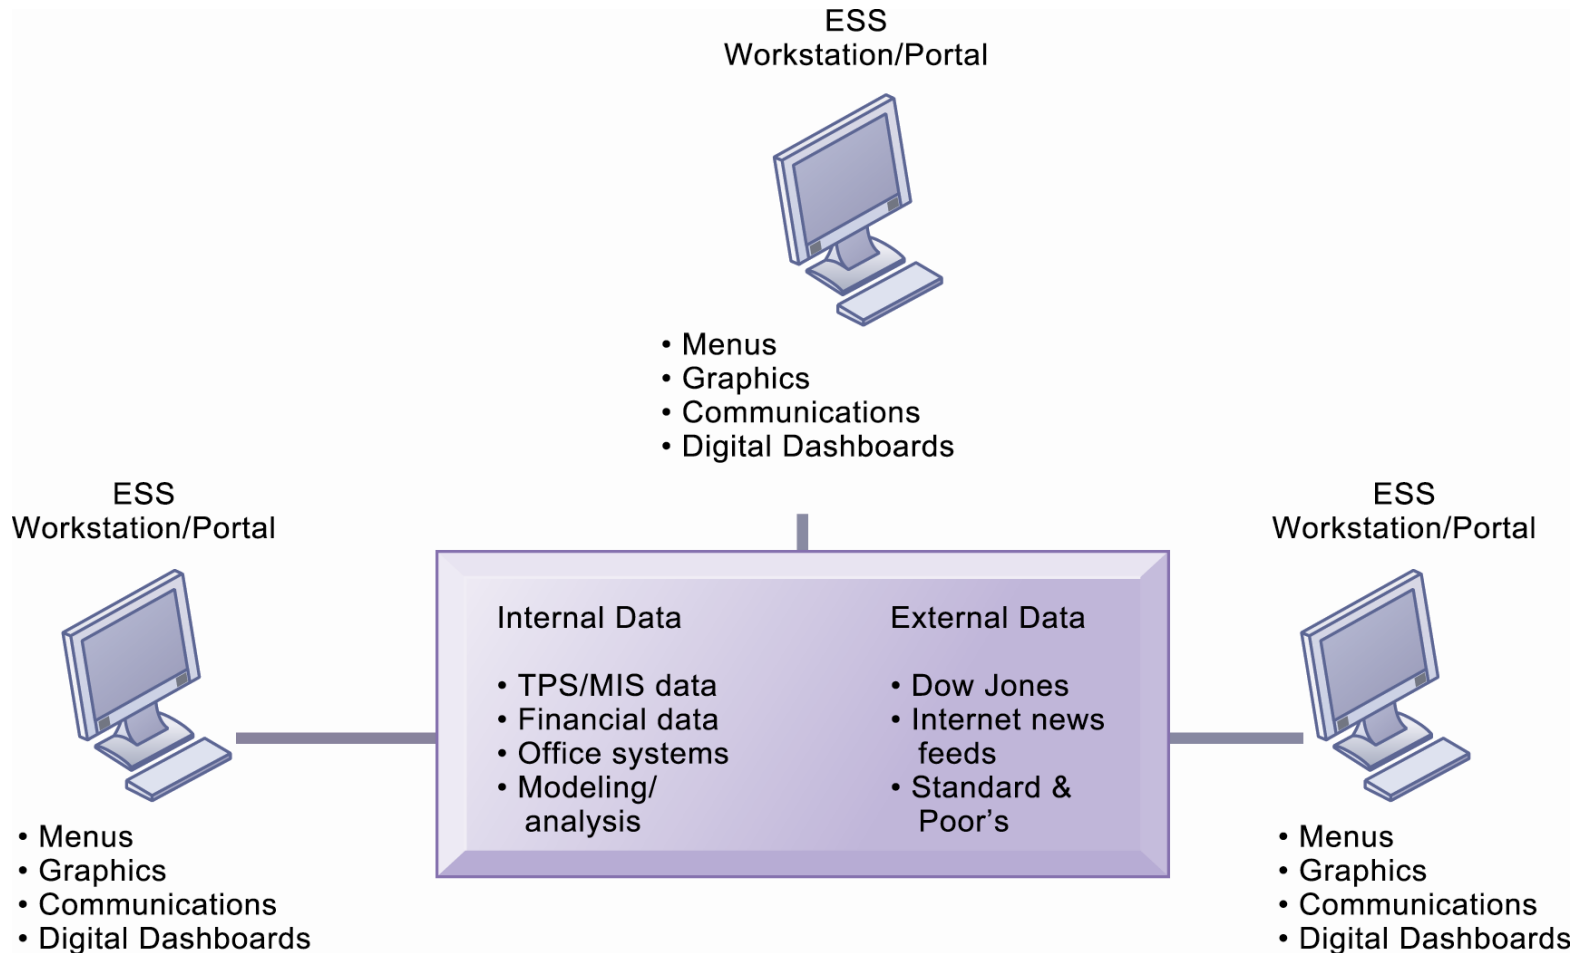 ESS
Workstation/Portal
• Menus
• Graphics
• Communications
• Digital Dashboards
ESS
Workstation/Portal
• Menus
• Graphics
• Communications
• Digital Dashboards
Internal Data
• TPS/MIS data
• Financial data
• Office systems
• Modeling/
analysis
External Data
• Dow Jones
• Internet news
feeds
• Standard &
Poor's
ESS
Workstation/Portal
• Menus
• Graphics
• Communications
• Digital Dashboards